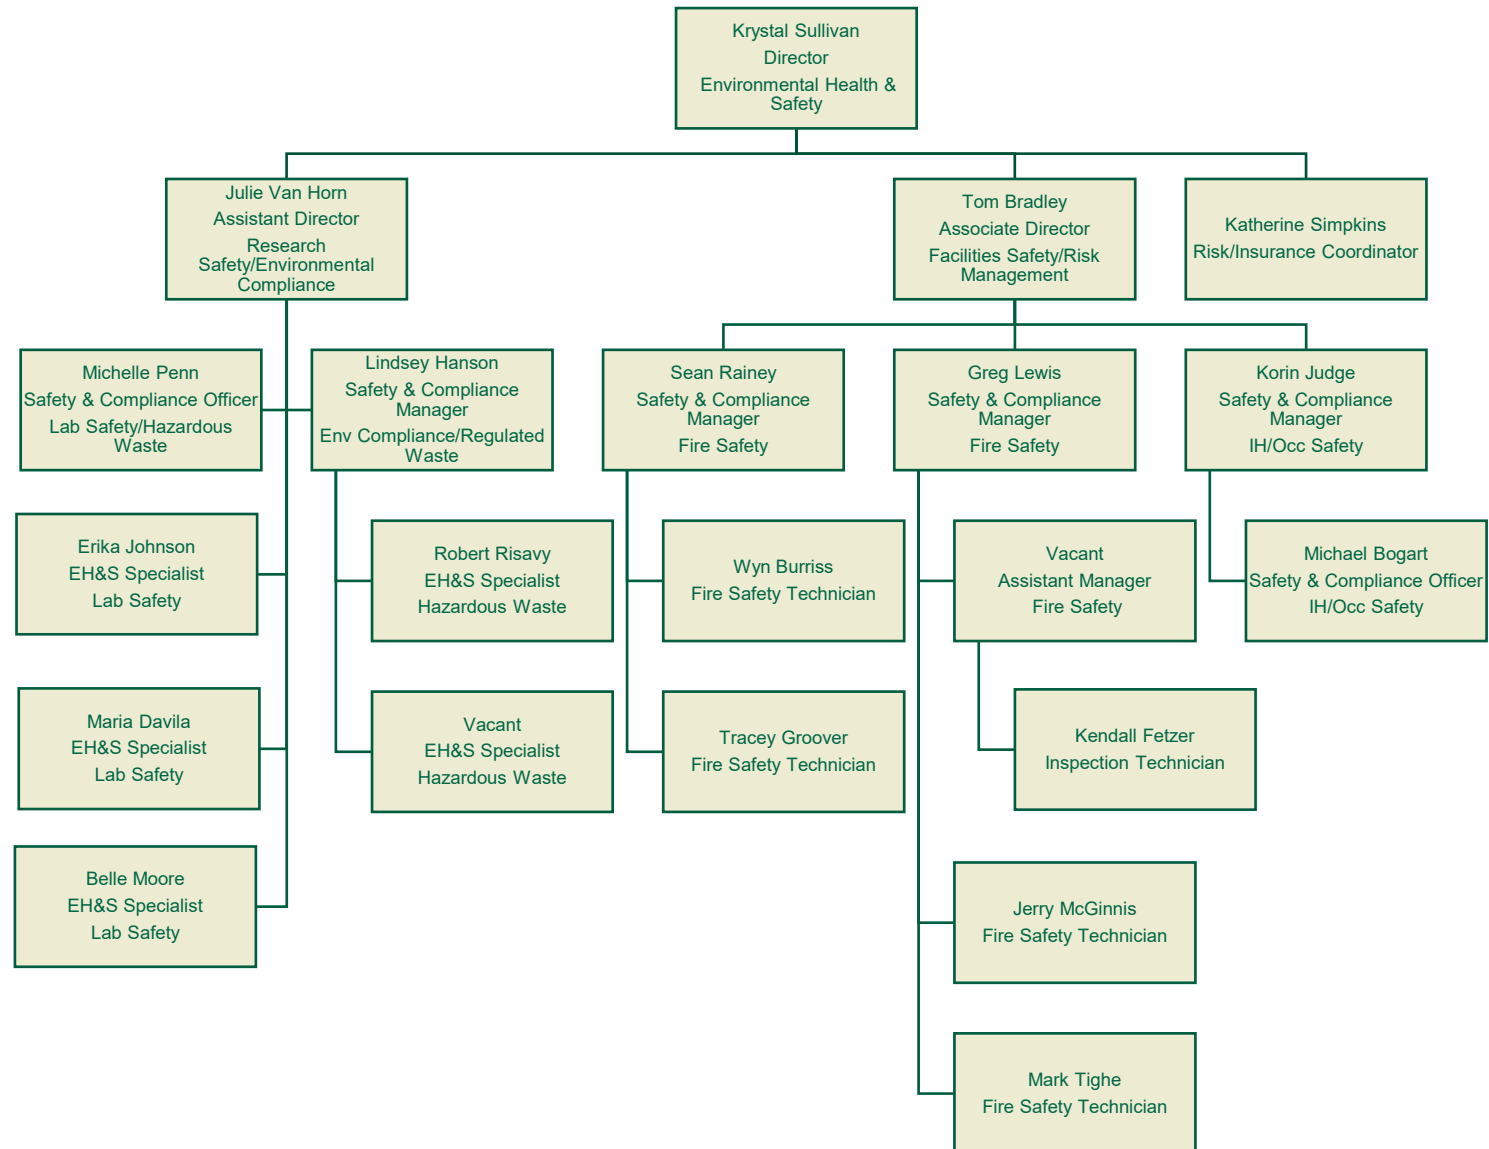 Krystal Sullivan
Director
Environmental Health &
Safety
Julie Van Horn
Assistant Director
Research
Safety/Environmental
Compliance
Tom Bradley
Associate Director
Facilities Safety/Risk
Management
Katherine Simpkins
Risk/Insurance Coordinator
Michelle Penn
Safety & Compliance Officer
Lab Safety/Hazardous
Waste
Lindsey Hanson
Safety & Compliance
Manager
Env Compliance/Regulated
Waste
Sean Rainey
Safety & Compliance
Manager
Fire Safety
Greg Lewis
Safety & Compliance
Manager
Fire Safety
Korin Judge
Safety & Compliance
Manager
IH/Occ Safety
Erika Johnson
EH&S Specialist
Lab Safety
Robert Risavy
EH&S Specialist
Hazardous Waste
Wyn Burriss
Fire Safety Technician
Vacant
Assistant Manager
Fire Safety
Michael Bogart
Safety & Compliance Officer
IH/Occ Safety
Maria Davila
EH&S Specialist
Lab Safety
Vacant
EH&S Specialist
Hazardous Waste
Tracey Groover
Fire Safety Technician
Kendall Fetzer
Inspection Technician
Belle Moore
EH&S Specialist
Lab Safety
Jerry McGinnis
Fire Safety Technician
Mark Tighe
Fire Safety Technician